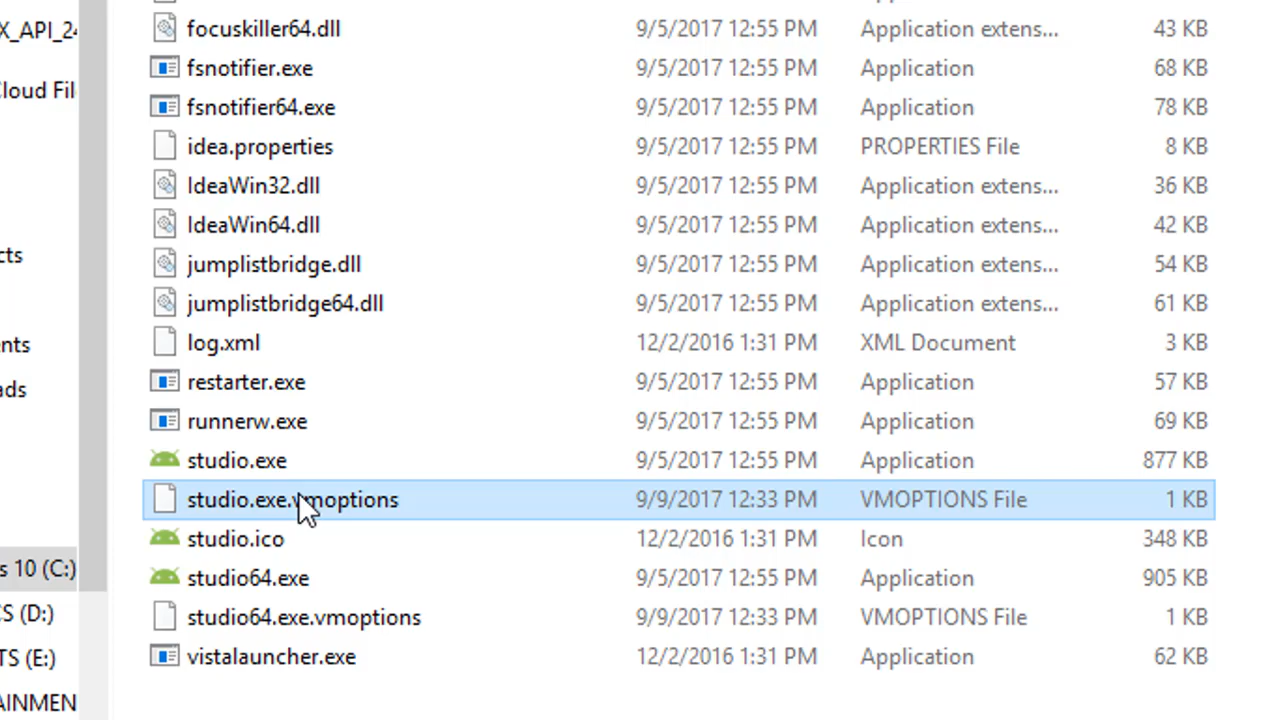 X_API_24
focuskiller64.dll 9/5/2017 12:55 PM Application extens... 43 KB
fsnotifier.exe 9/5/2017 12:55 PM Application 68 KB
loud Fil
fsnotifier64.exe 9/5/2017 12:55 PM Application 78 KB
idea.properties 9/5/2017 12:55 PM PROPERTIES File 8 KB
IdeaWin32.dll 9/5/2017 12:55 PM Application extens... 36 KB
IdeaWin64.dll 9/5/2017 12:55 PM Application extens... 42 KB
cts
jumplistbridge.dll 9/5/2017 12:55 PM Application extens... 54 KB
jumplistbridge64.dll 9/5/2017 12:55 PM Application extens... 61 KB
nts
log.xml 12/2/2016 1:31 PM XML Document 3 KB
ads
restarter.exe 9/5/2017 12:55 PM Application 57 KB
runnerw.exe 9/5/2017 12:55 PM Application 69 KB
studio.exe 9/5/2017 12:55 PM Application 877 KB
studio.exe.vmoptions 9/9/2017 12:33 PM VMOPTIONS File 1 KB
studio.ico 12/2/2016 1:31 PM Icon 348 KB
s 10 (C:)
studio64.exe 9/5/2017 12:55 PM Application 905 KB
CS (D:)
studio64.exe.vmoptions 9/9/2017 12:33 PM VMOPTIONS File 1 KB
TS (E:)
vistalauncher.exe 12/2/2016 1:31 PM Application 62 KB
AINMEN